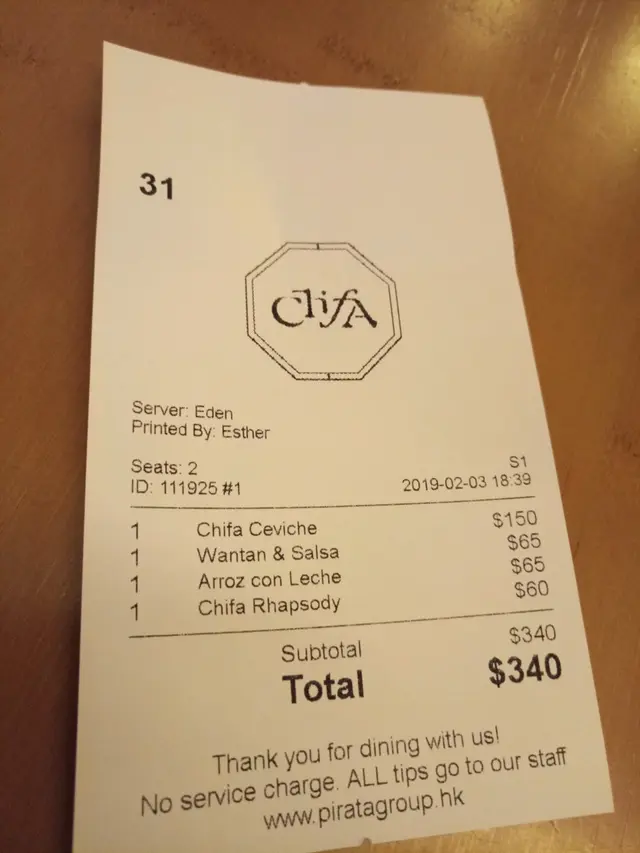 31
Chifa
Server: Eden
Printed By: Esther
Seats: 2 S1
ID: 111925 #1 2019-02-03 18:39
1 Chifa Ceviche $150
1 Wantan & Salsa $65
1 Arroz con Leche $65
1 Chifa Rhapsody $60
Subtotal $340
Total $340
Thank you for dining with us!
No service charge. ALL tips go to our staff
www.piratagroup.hk